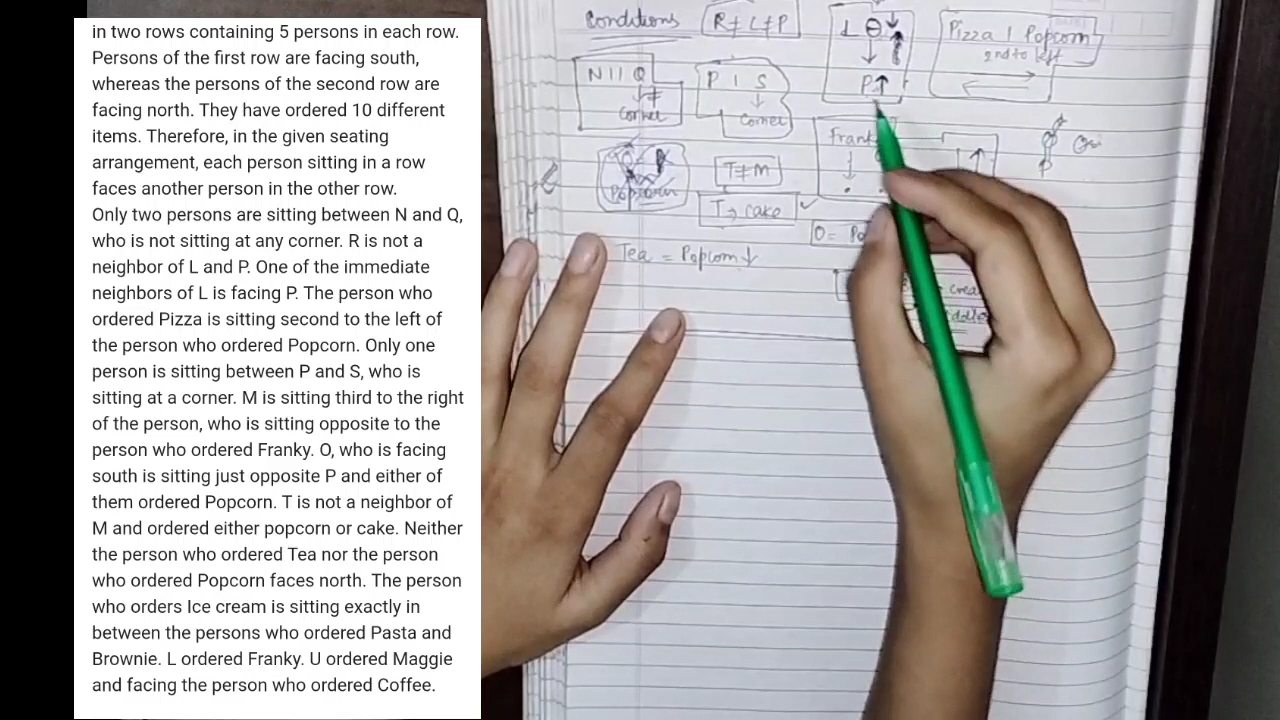 in two rows containing 5 persons in each row.
Persons of the first row are facing south,
whereas the persons of the second row are
facing north. They have ordered 10 different
items. Therefore, in the given seating
arrangement, each person sitting in a row
faces another person in the other row.
Only two persons are sitting between N and Q,
who is not sitting at any corner. R is not a
neighbor of L and P. One of the immediate
neighbors of L is facing P. The person who
ordered Pizza is sitting second to the left of
the person who ordered Popcorn. Only one
person is sitting between P and S, who is
sitting at a corner. M is sitting third to the right
of the person, who is sitting opposite to the
person who ordered Franky. O, who is facing
south is sitting just opposite P and either of
them ordered Popcorn. T is not a neighbor of
M and ordered either popcorn or cake. Neither
the person who ordered Tea nor the person
who ordered Popcorn faces north. The person
who orders Ice cream is sitting exactly in
between the persons who ordered Pasta and
Brownie. L ordered Franky. U ordered Maggie
and facing the person who ordered Coffee.
Conditions R ≠ L ≠ P
L O ↓
P ↑
Pizza | Popcorn
2nd to left
N | | Q
↓ ≠
Corner
P | S
↓
Corner
Frank
T ≠ M
T → cake ✓
O = Po
Tea = Popcorn ↓